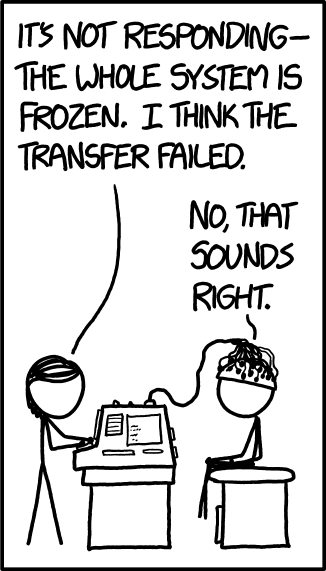 IT'S NOT RESPONDING—
THE WHOLE SYSTEM IS
FROZEN. I THINK THE
TRANSFER FAILED.
NO, THAT
SOUNDS
RIGHT.